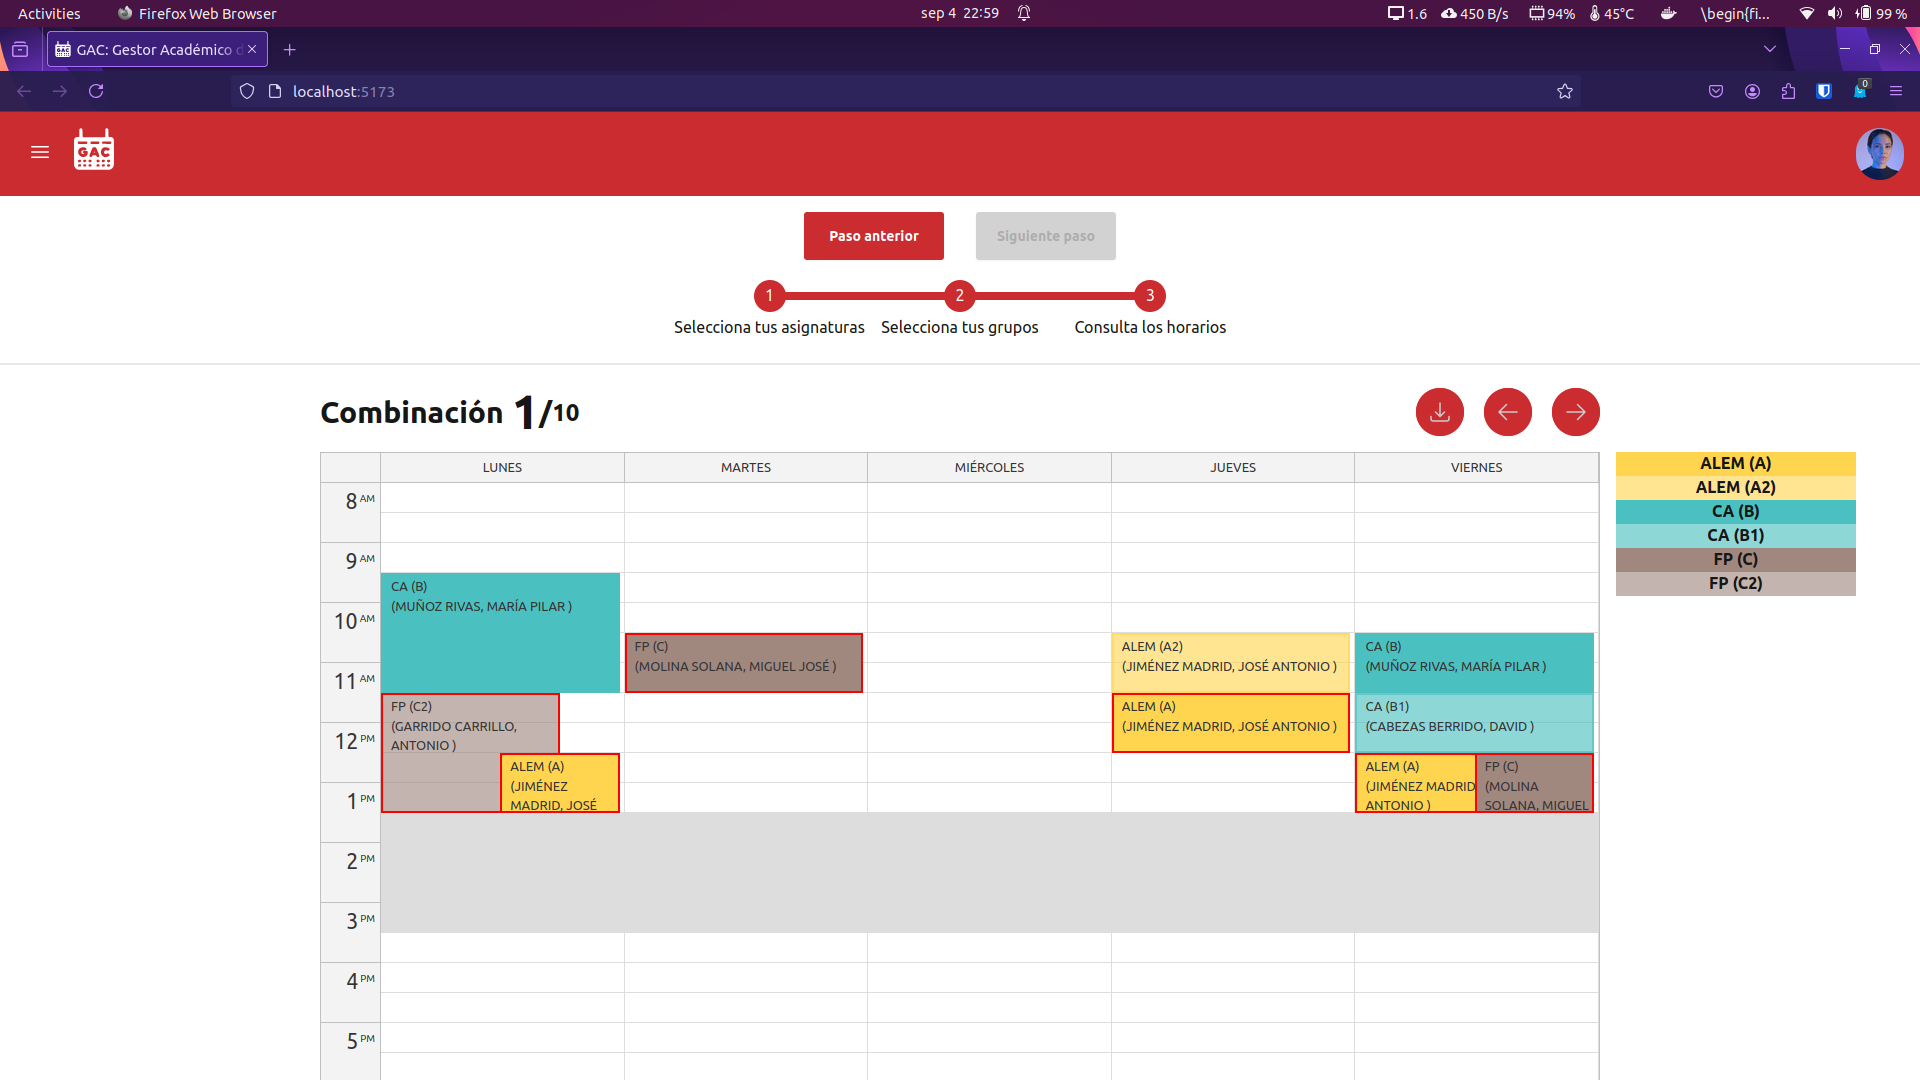 Activities
Firefox Web Browser
sep 4 22:59
1.6
450 B/s
94%
45°C
\begin{fi...
99 %
GAC: Gestor Académico d
localhost:5173
0
GAC
Paso anterior
Siguiente paso
1
2
3
Selecciona tus asignaturas
Selecciona tus grupos
Consulta los horarios
Combinación 1/10
LUNES
MARTES
MIÉRCOLES
JUEVES
VIERNES
ALEM (A)
ALEM (A2)
CA (B)
CA (B1)
FP (C)
FP (C2)
8 AM
9 AM
CA (B)
(MUÑOZ RIVAS, MARÍA PILAR )
10 AM
FP (C)
(MOLINA SOLANA, MIGUEL JOSÉ )
ALEM (A2)
(JIMÉNEZ MADRID, JOSÉ ANTONIO )
CA (B)
(MUÑOZ RIVAS, MARÍA PILAR )
11 AM
FP (C2)
(GARRIDO CARRILLO,
ANTONIO )
ALEM (A)
(JIMÉNEZ MADRID, JOSÉ ANTONIO )
CA (B1)
(CABEZAS BERRIDO, DAVID )
12 PM
ALEM (A)
(JIMÉNEZ
MADRID, JOSÉ
ALEM (A)
(JIMÉNEZ MADRID
ANTONIO )
FP (C)
(MOLINA
SOLANA, MIGUEL
1 PM
2 PM
3 PM
4 PM
5 PM